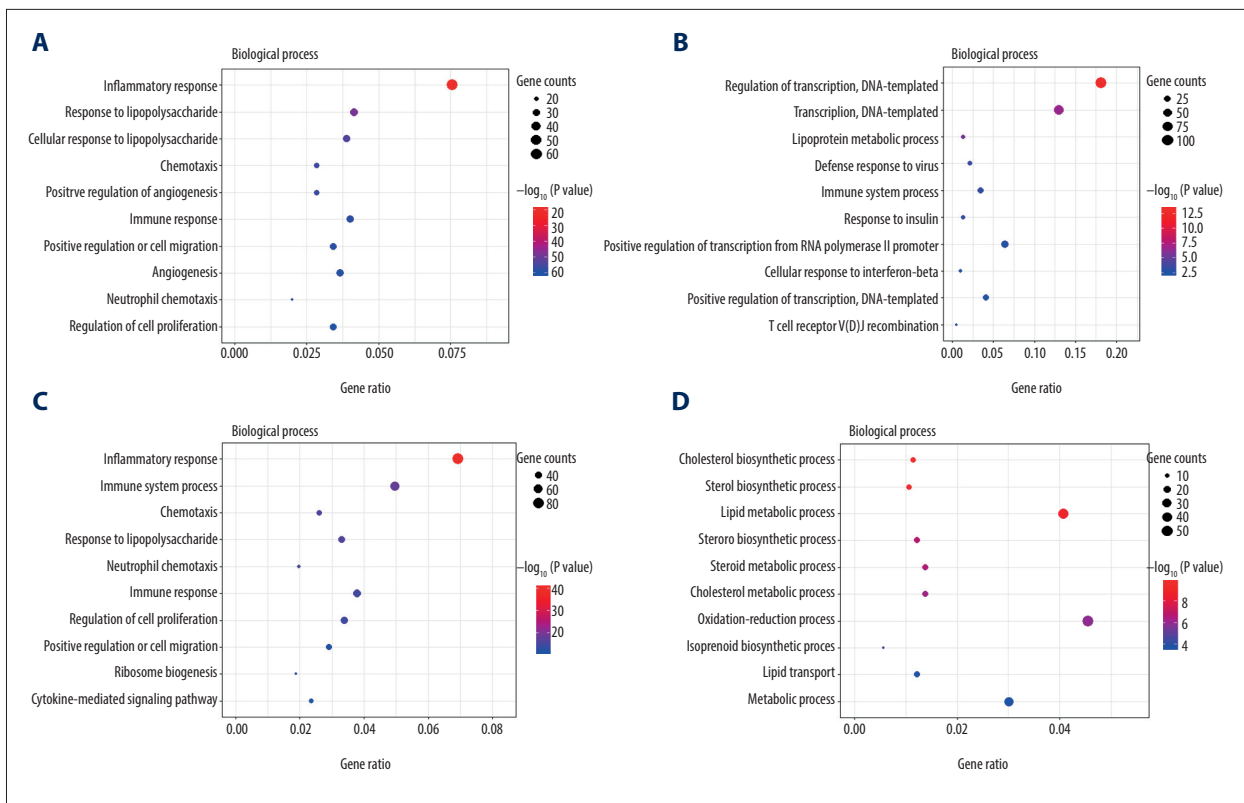 A
Biological process
Inflammatory response
Response to lipopolysaccharide
Cellular response to lipopolysaccharide
Chemotaxis
Positrve regulation of angiogenesis
Immune response
Positive regulation or cell migration
Angiogenesis
Neutrophil chemotaxis
Regulation of cell proliferation
0.000 0.025 0.050 0.075
Gene ratio
Gene counts
20
30
40
50
60
−log10 (P value)
20
30
40
50
60
B
Biological process
Regulation of transcription, DNA-templated
Transcriplion, DNA-templated
Lipoprotein metabolic process
Defense response to virus
Immune system process
Response to insulin
Positive regulation of transcription from RNA polymerase II promoter
Cellular response to interferon-beta
Positive regulation of transcription, DNA-templated
T cell receptor V(D)J recombination
0.00 0.05 0.10 0.15 0.20
Gene ratio
Gene counts
25
50
75
100
−log10 (P value)
12.5
10.0
7.5
5.0
2.5
C
Biological process
Inflammatory response
Immune system process
Chemotaxis
Response to lipopolysaccharide
Neutrophil chemotaxis
Immune response
Regulation of cell proliferation
Positive regulation or cell migration
Ribosome biogenesis
Cytokine-mediated signaling pathway
0.00 0.02 0.04 0.06 0.08
Gene ratio
Gene counts
40
60
80
−log10 (P value)
40
30
20
D
Biological process
Cholesterol biosynthetic process
Sterol biosynthetic process
Lipid metabolic process
Steroro biosynthetic process
Steroid metabolic process
Cholesterol metabolic process
Oxidation-reduction process
Isoprenoid biosynthetic proces
Lipid transport
Metabolic process
0.00 0.02 0.04
Gene ratio
Gene counts
10
20
30
40
50
−log10 (P value)
8
6
4